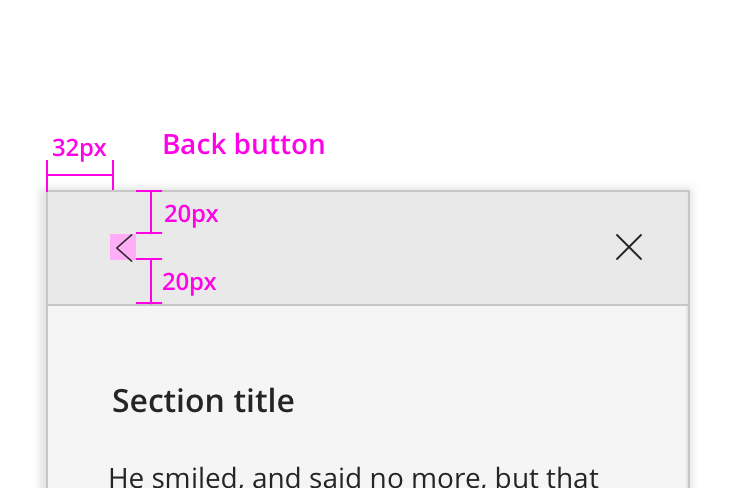 32px
Back button
20px
20px
Section title
He smiled, and said no more, but that